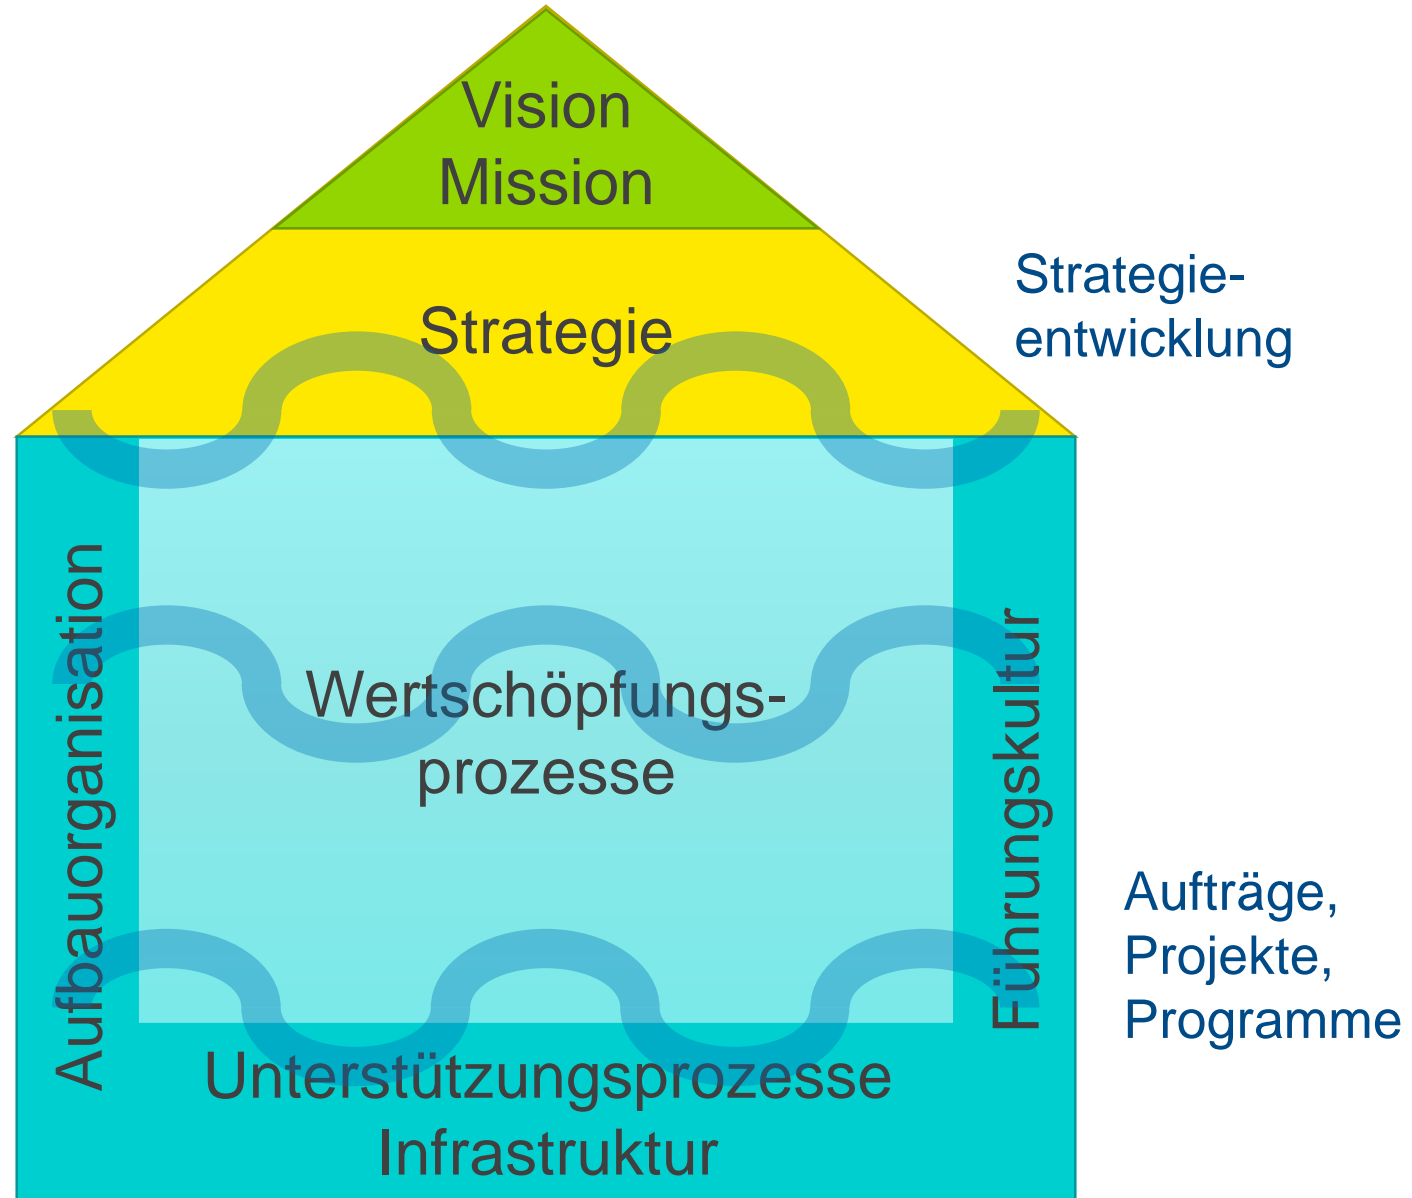 Vision
Mission
Strategie
Strategie-
entwicklung
Aufbauorganisation
Wertschöpfungs-
prozesse
Führungskultur
Aufträge,
Projekte,
Programme
Unterstützungsprozesse
Infrastruktur